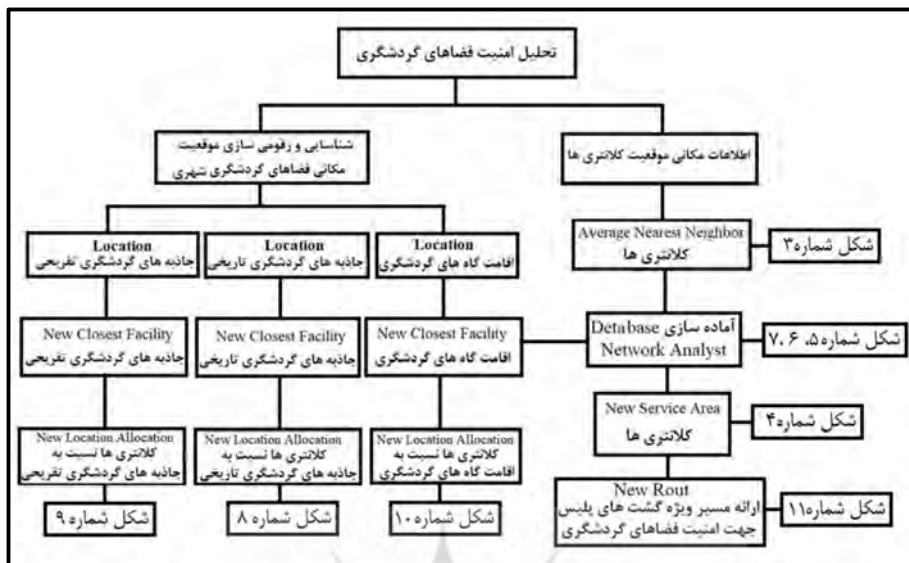 تحلیل امنیت فضاهای گردشگری
شناسایی و رقومی سازی موقعیت
مکانی فضاهای گردشگری شهری
اطلاعات مکانی موقعیت کلانتری ها
Location
جاذبه های گردشگری تفریحی
Location
جاذبه های گردشگری تاریخی
Location
اقامت گاه های گردشگری
Average Nearest Neighbor
کلانتری ها
شکل شماره۳
New Closest Facility
جاذبه های گردشگری تفریحی
New Closest Facility
جاذبه های گردشگری تاریخی
New Closest Facility
اقامت گاه های گردشگری
آماده سازی Detabase
Network Analyst
شکل شماره۵، ۶ ،۷
New Service Area
کلانتری ها
شکل شماره۴
New Location Allocation
کلانتری ها نسبت به
جاذبه های گردشگری تفریحی
New Location Allocation
کلانتری ها نسبت به
جاذبه های گردشگری تاریخی
New Location Allocation
کلانتری ها نسبت به
اقامت گاه های گردشگری
New Rout
ارائه مسیر ویژه گشت های پلیس
جهت امنیت فضاهای گردشگری
شکل شماره۱۱
شکل شماره ۹
شکل شماره ۸
شکل شماره ۱۰